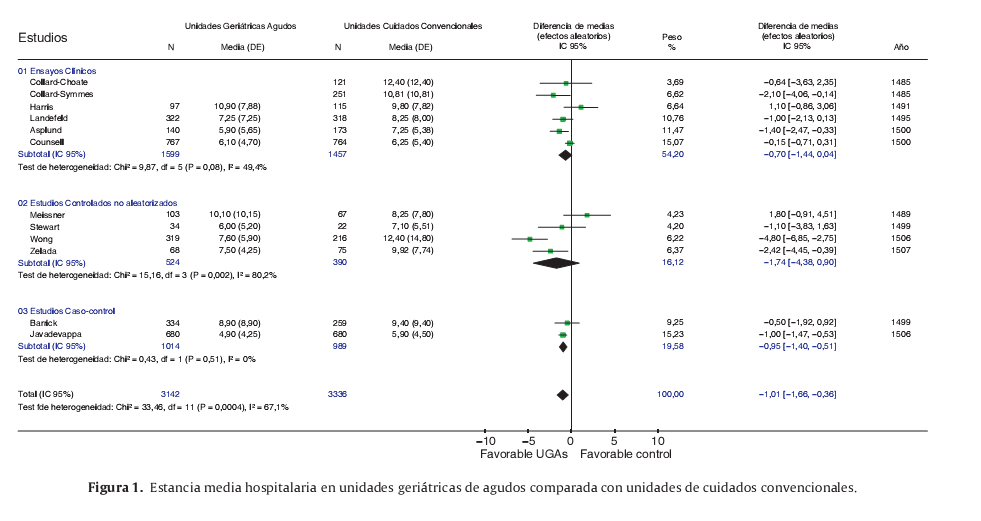 Estudios
Unidades Geriátricas Agudos
Unidades Cuidados Convencionales
Diferencia de medias
(efectos aleatorios)
IC 95%
Peso
%
Diferencia de medias
(efectos aleatorios)
IC 95%
Año
N Media (DE) N Media (DE)
01 Ensayos Clínicos
Collard-Choate 121 12,40 (12,40) 3,69 −0,64 [−3,63, 2,35] 1485
Collard-Symmes 251 10,81 (10,81) 6,62 −2,10 [−4,06, −0,14] 1485
Harris 97 10,90 (7,88) 115 9,80 (7,82) 6,64 1,10 [−0,86, 3,06] 1491
Landefeld 322 7,25 (7,25) 318 8,25 (8,00) 10,76 −1,00 [−2,13, 0,13] 1495
Asplund 140 5,90 (5,65) 173 7,25 (5,38) 11,47 −1,40 [−2,47, −0,33] 1500
Counsell 767 6,10 (4,70) 764 6,25 (5,40) 15,07 −0,15 [−0,71, 0,31] 1500
Subtotal (IC 95%) 1599 1457 54,20 −0,70 [−1,44, 0,04]
Test de heterogeneidad: Chi² = 9,87, df = 5 (P = 0,08), I² = 49,4%
02 Estudios Controlados no aleatorizados
Meissner 103 10,10 (10,15) 67 8,25 (7,80) 4,23 1,80 [−0,91, 4,51] 1489
Stewart 34 6,00 (5,20) 22 7,10 (5,51) 4,20 −1,10 [−3,83, 1,63] 1499
Wong 319 7,60 (5,90) 216 12,40 (14,80) 6,22 −4,80 [−6,85, −2,75] 1506
Zelada 68 7,50 (4,25) 75 9,92 (7,74) 6,37 −2,42 [−4,45, −0,39] 1507
Subtotal (IC 95%) 524 390 16,12 −1,74 [−4,38, 0,90]
Test de heterogeneidad: Chi² = 15,16, df = 3 (P = 0,002), I² = 80,2%
03 Estudios Caso-control
Barrick 334 8,90 (8,90) 259 9,40 (9,40) 9,25 −0,50 [−1,92, 0,92] 1499
Javadevappa 680 4,90 (4,25) 680 5,90 (4,50) 15,23 −1,00 [−1,47, −0,53] 1506
Subtotal (IC 95%) 1014 989 19,58 −0,95 [−1,40, −0,51]
Test de heterogeneidad: Chi² = 0,43, df = 1 (P = 0,51), I² = 0%
Total (IC 95%) 3142 3336 100,00 −1,01 [−1,66, −0,36]
Test fde heterogeneidad: Chi² = 33,46, df = 11 (P = 0,0004), I² = 67,1%
−10 −5 0 5 10
Favorable UGAs Favorable control
Figura 1. Estancia media hospitalaria en unidades geriátricas de agudos comparada con unidades de cuidados convencionales.